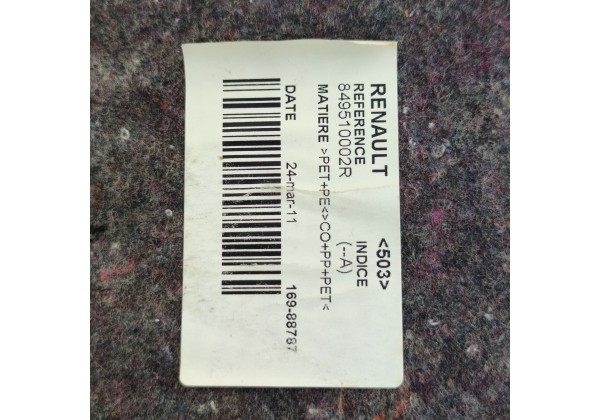 RENAULT <503>
REFERENCE INDICE
849510002R (--A)
MATIERE >PET+PE<>CO+PP+PET<
DATE 24-mar-11 169-88787